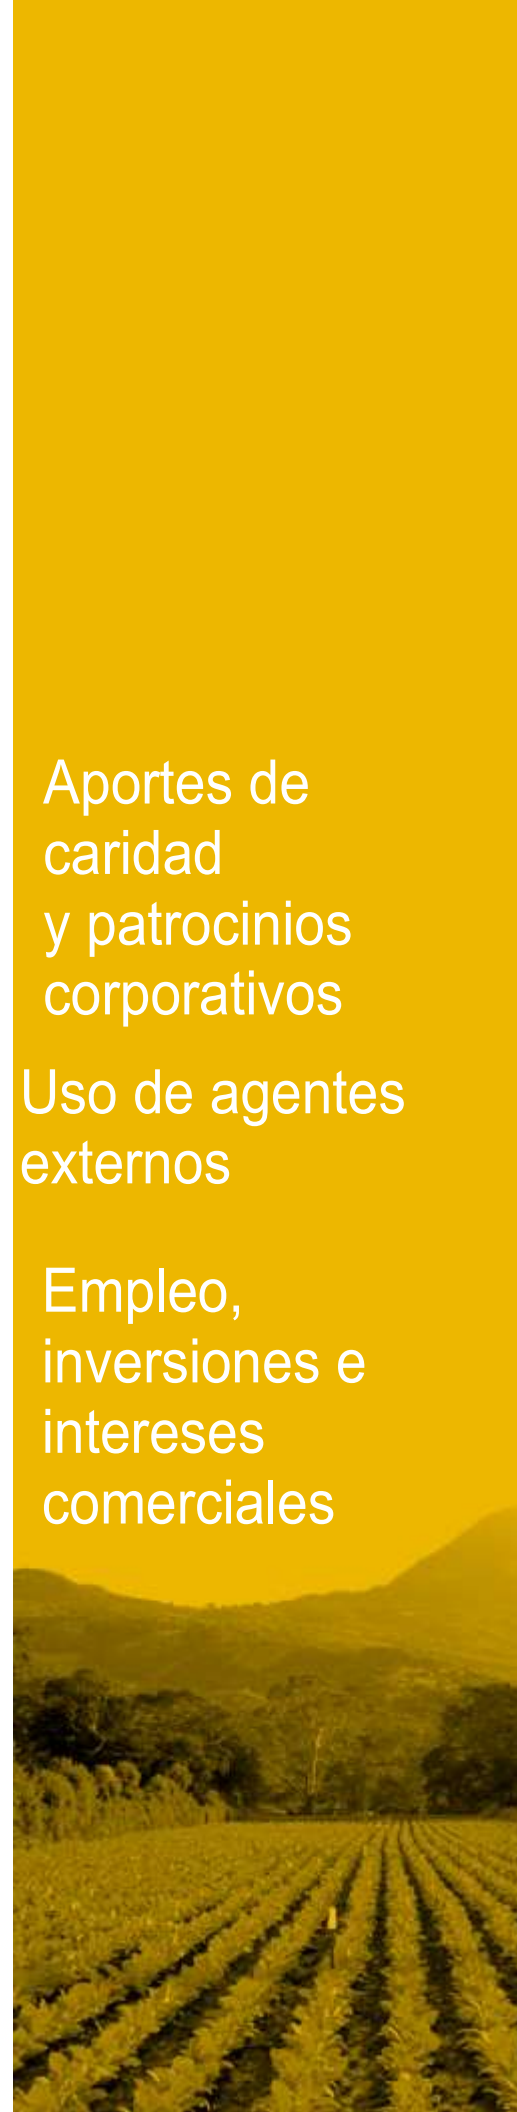 Aportes de
caridad
y patrocinios
corporativos
Uso de agentes
externos
Empleo,
inversiones e
intereses
comerciales